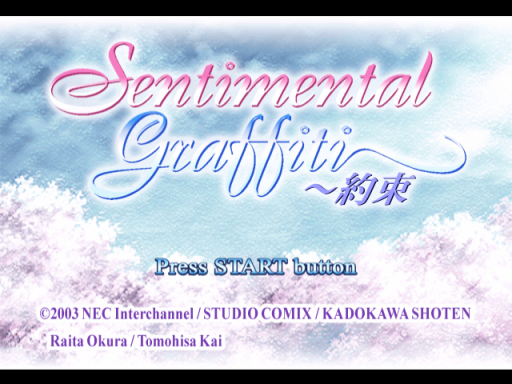 Sentimental
Graffiti
～約束
Press START button
©2003 NEC Interchannel / STUDIO COMIX / KADOKAWA SHOTEN
Raita Okura / Tomohisa Kai